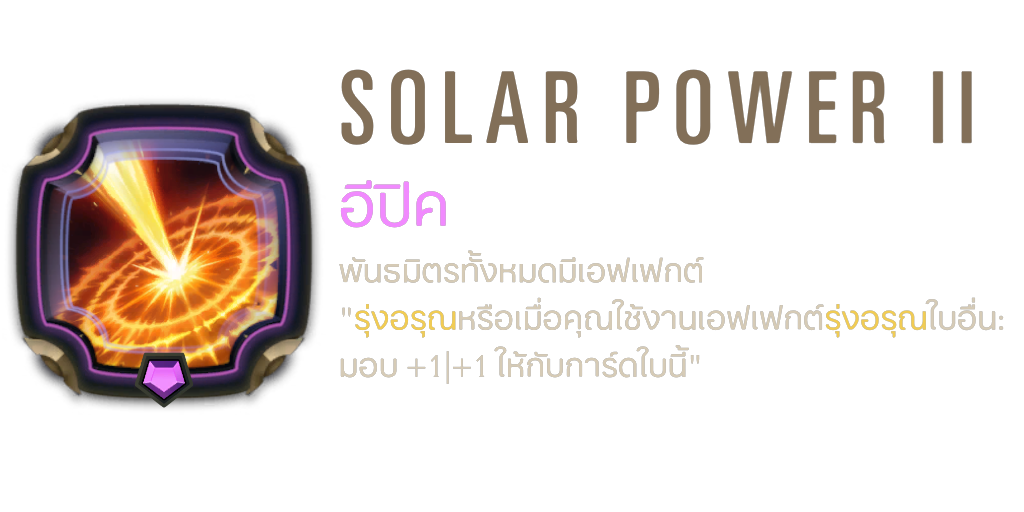 SOLAR POWER II
อีปิค
พันธมิตรทั้งหมดมีเอฟเฟกต์
"รุ่งอรุณหรือเมื่อคุณใช้งานเอฟเฟกต์รุ่งอรุณใบอื่น:
มอบ +1|+1 ให้กับการ์ดใบนี้"